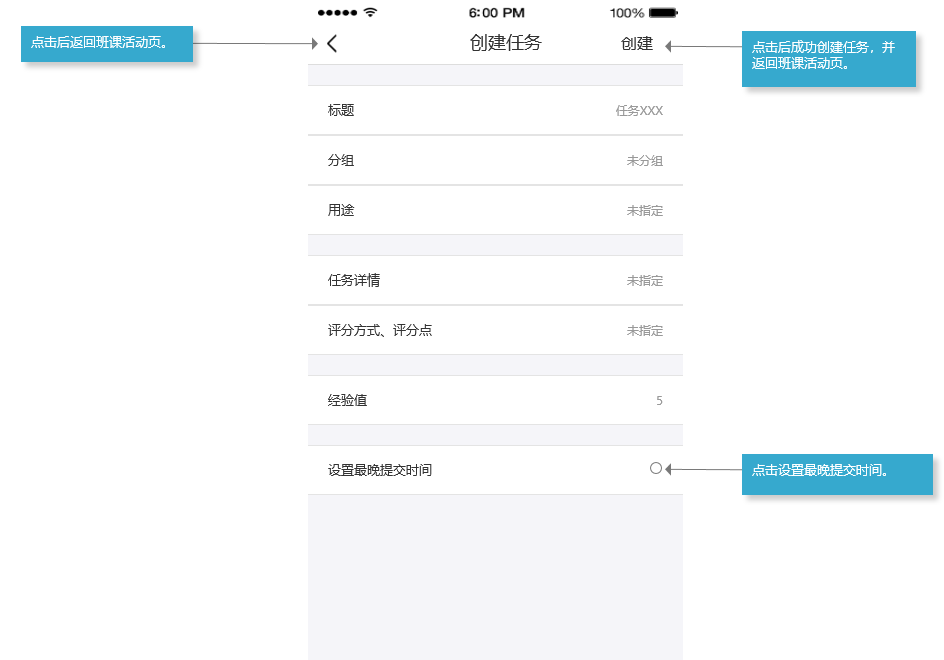 6:00 PM
100%
点击后返回班课活动页。
创建任务
创建
点击后成功创建任务，并
返回班课活动页。
标题
任务XXX
分组
未分组
用途
未指定
任务详情
未指定
评分方式、评分点
未指定
经验值
5
设置最晚提交时间
点击设置最晚提交时间。